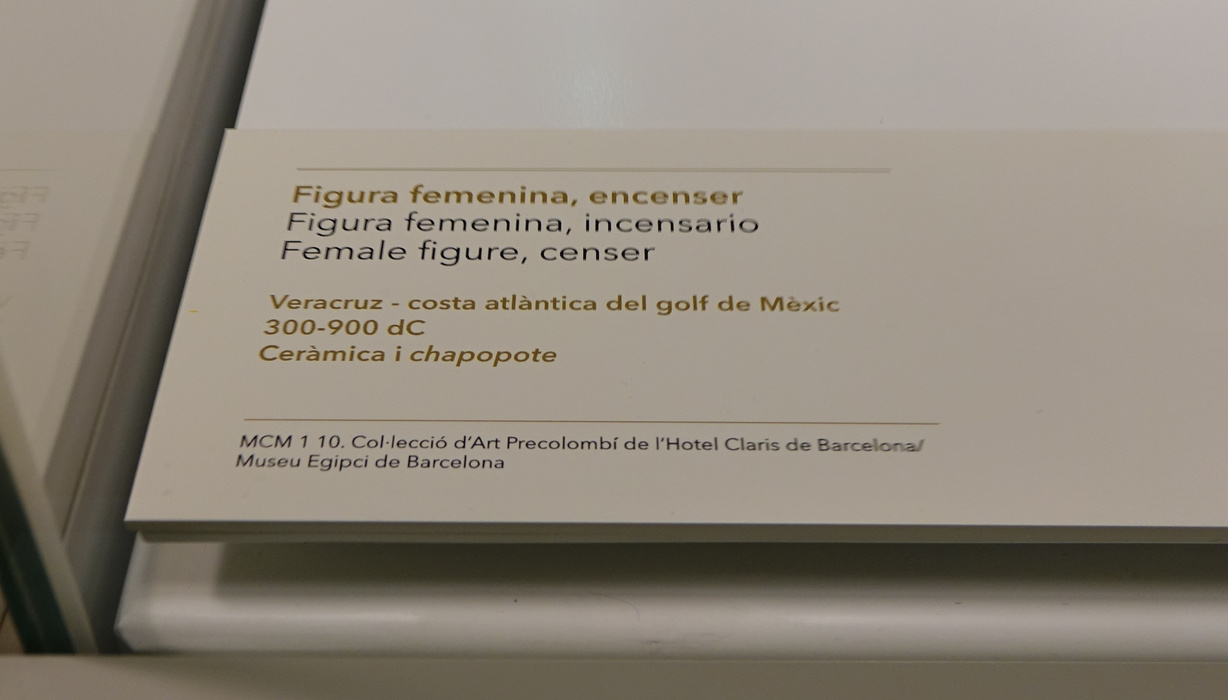 Figura femenina, encenser
Figura femenina, incensario
Female figure, censer
Veracruz - costa atlàntica del golf de Mèxic
300-900 dC
Ceràmica i chapopote
MCM 1 10. Col·lecció d'Art Precolombí de l'Hotel Claris de Barcelona/
Museu Egipci de Barcelona